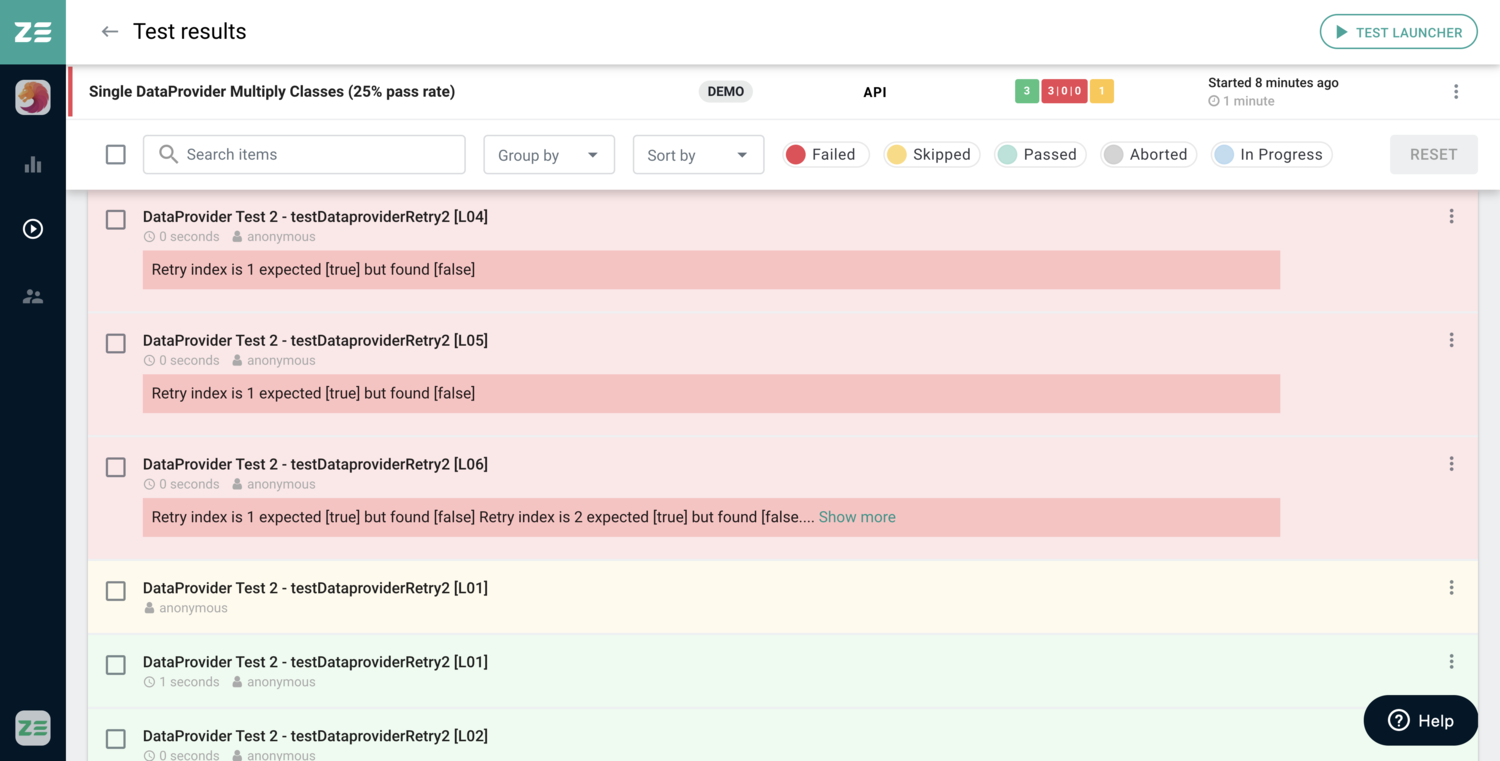 ZE
Test results
TEST LAUNCHER
Single DataProvider Multiply Classes (25% pass rate)
DEMO
API
3
3|0|0
1
Started 8 minutes ago
1 minute
Search items
Group by
Sort by
Failed
Skipped
Passed
Aborted
In Progress
RESET
DataProvider Test 2 - testDataproviderRetry2 [L04]
0 seconds anonymous
Retry index is 1 expected [true] but found [false]
DataProvider Test 2 - testDataproviderRetry2 [L05]
0 seconds anonymous
Retry index is 1 expected [true] but found [false]
DataProvider Test 2 - testDataproviderRetry2 [L06]
0 seconds anonymous
Retry index is 1 expected [true] but found [false] Retry index is 2 expected [true] but found [false.... Show more
DataProvider Test 2 - testDataproviderRetry2 [L01]
anonymous
DataProvider Test 2 - testDataproviderRetry2 [L01]
1 seconds anonymous
DataProvider Test 2 - testDataproviderRetry2 [L02]
0 seconds anonymous
ZE
Help